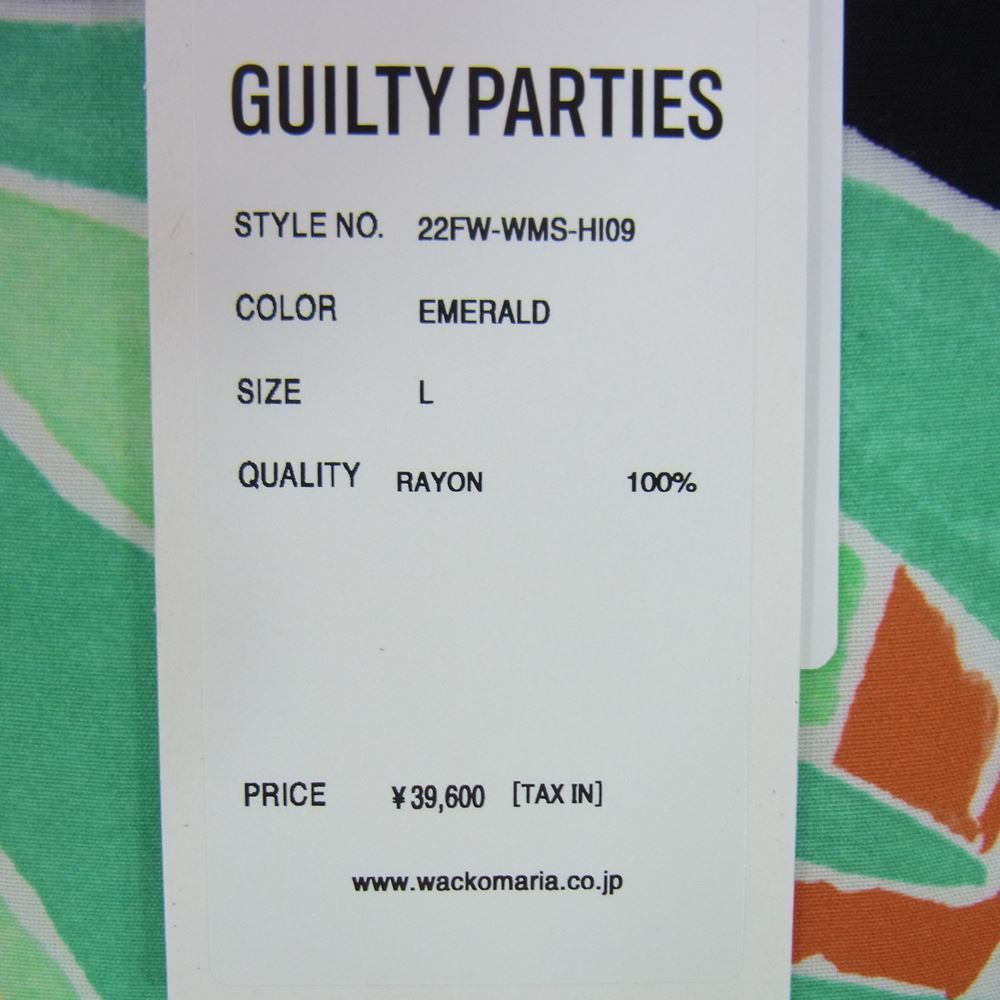 GUILTY PARTIES
STYLE NO. 22FW-WMS-HI09
COLOR EMERALD
SIZE L
QUALITY RAYON 100%
PRICE ¥39,600 [TAX IN]
www.wackomaria.co.jp